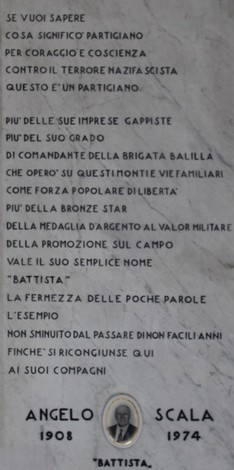 SE VUOI SAPERE
COSA SIGNIFICO' PARTIGIANO
PER CORAGGIO E COSCIENZA
CONTRO IL TERRORE NAZIFASCISTA
QUESTO E' UN PARTIGIANO.
PIU' DELLE SUE IMPRESE GAPPISTE
PIU' DEL SUO GRADO
DI COMANDANTE DELLA BRIGATA BALILLA
CHE OPERO' SU QUESTI MONTI E VIE FAMILIARI
COME FORZA POPOLARE DI LIBERTA'
PIU' DELLA BRONZE STAR
DELLA MEDAGLIA D'ARGENTO AL VALOR MILITARE
DELLA PROMOZIONE SUL CAMPO
VALE IL SUO SEMPLICE NOME
"BATTISTA"
LA FERMEZZA DELLE POCHE PAROLE
L'ESEMPIO
NON SMINUITO DAL PASSARE DI NON FACILI ANNI
FINCHE' SI RICONGIUNSE QUI
AI SUOI COMPAGNI
ANGELO SCALA
1908 1974
"BATTISTA"